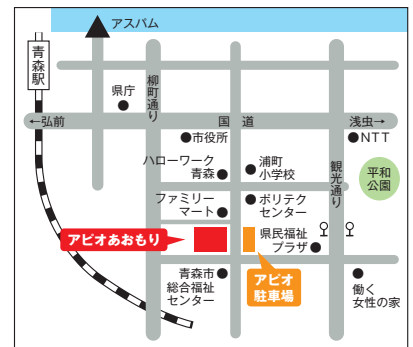 アスパム
青森駅
県庁
柳町通り
←弘前
国道
浅虫→
市役所
NTT
ハローワーク
青森
浦町
小学校
観光通り
平和
公園
ファミリー
マート
ポリテク
センター
アピオあおもり
県民福祉
プラザ
青森市
総合福祉
センター
アピオ
駐車場
働く
女性の家